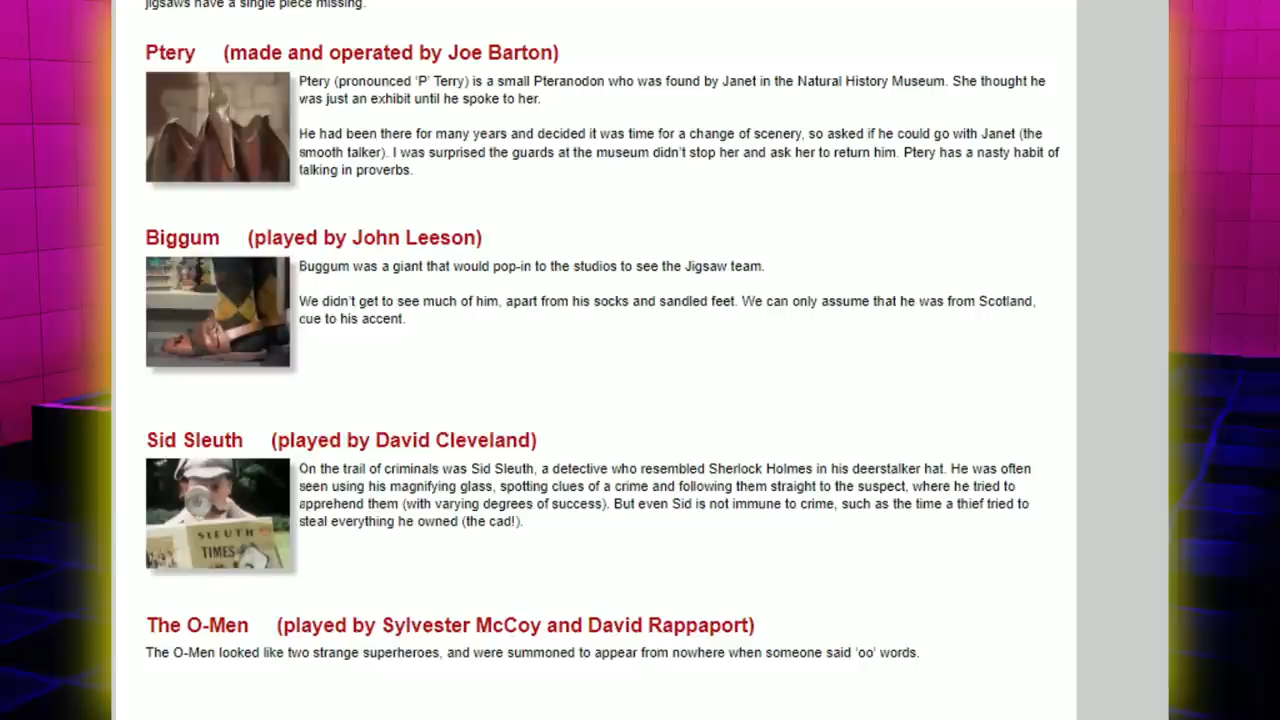 jigsaws have a single piece missing.
Ptery (made and operated by Joe Barton)
Ptery (pronounced 'P' Terry) is a small Pteranodon who was found by Janet in the Natural History Museum. She thought he
was just an exhibit until he spoke to her.
He had been there for many years and decided it was time for a change of scenery, so asked if he could go with Janet (the
smooth talker). I was surprised the guards at the museum didn't stop her and ask her to return him. Ptery has a nasty habit of
talking in proverbs.
Biggum (played by John Leeson)
Buggum was a giant that would pop-in to the studios to see the Jigsaw team.
We didn't get to see much of him, apart from his socks and sandled feet. We can only assume that he was from Scotland,
cue to his accent.
Sid Sleuth (played by David Cleveland)
On the trail of criminals was Sid Sleuth, a detective who resembled Sherlock Holmes in his deerstalker hat. He was often
seen using his magnifying glass, spotting clues of a crime and following them straight to the suspect, where he tried to
apprehend them (with varying degrees of success). But even Sid is not immune to crime, such as the time a thief tried to
steal everything he owned (the cad!).
SLEUTH
TIMES
The O-Men (played by Sylvester McCoy and David Rappaport)
The O-Men looked like two strange superheroes, and were summoned to appear from nowhere when someone said 'oo' words.